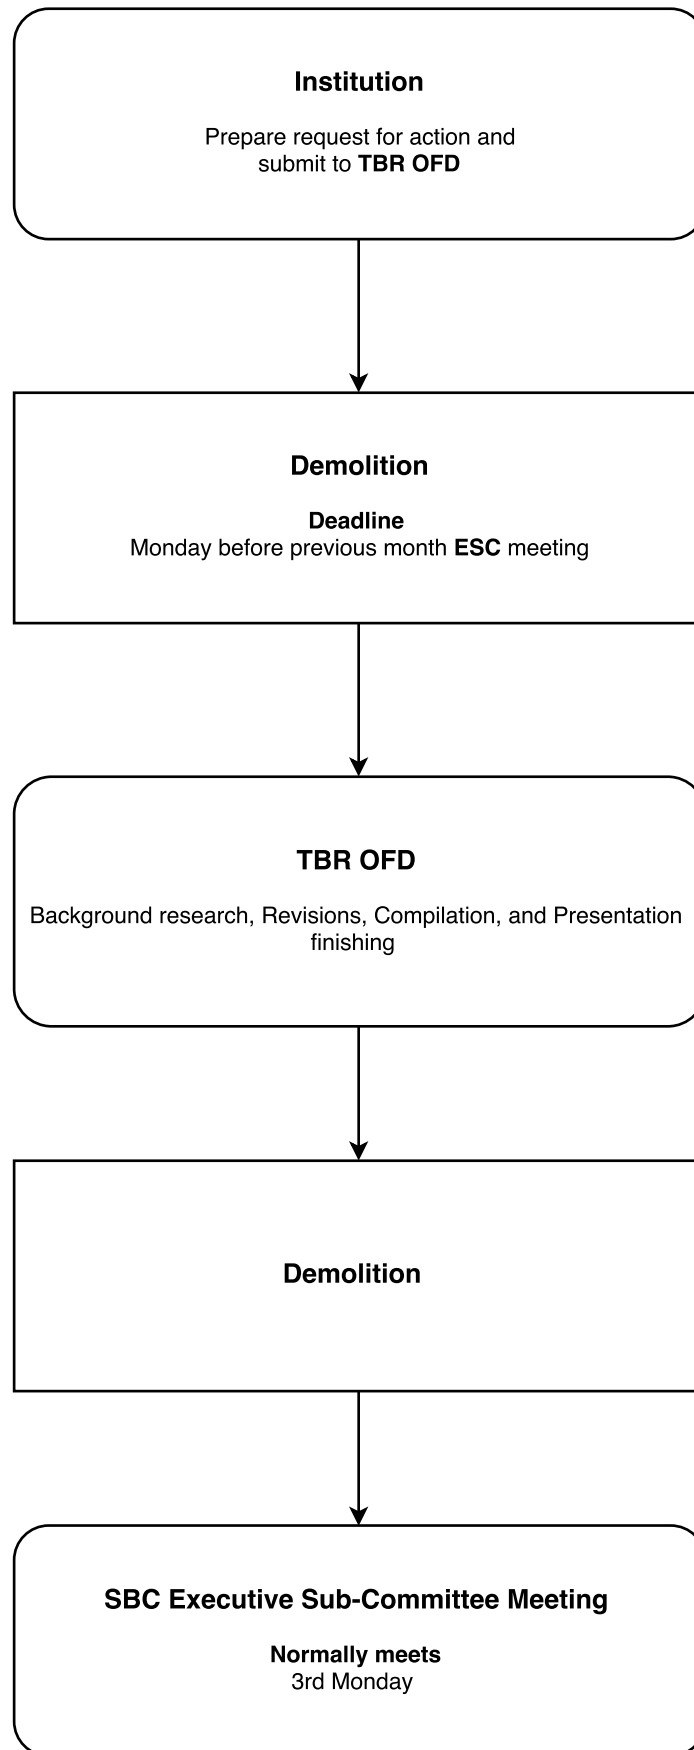 Institution
Prepare request for action and
submit to TBR OFD
Demolition
Deadline
Monday before previous month ESC meeting
TBR OFD
Background research, Revisions, Compilation, and Presentation
finishing
Demolition
SBC Executive Sub-Committee Meeting
Normally meets
3rd Monday